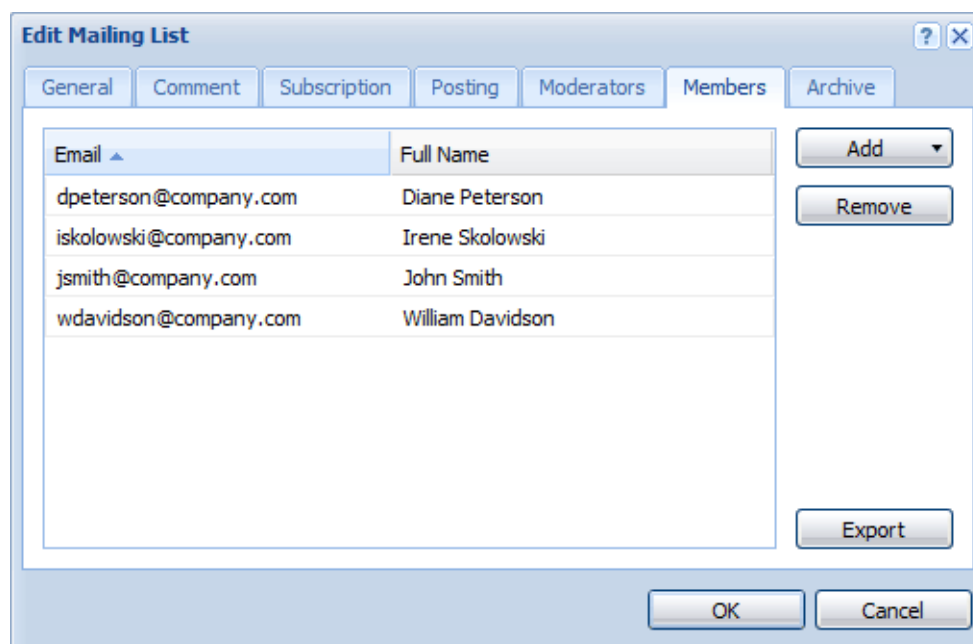 Edit Mailing List
?
General Comment Subscription Posting Moderators Members Archive
Email Full Name
Add
dpeterson@company.com Diane Peterson
Remove
iskolowski@company.com Irene Skolowski
jsmith@company.com John Smith
wdavidson@company.com William Davidson
Export
OK Cancel